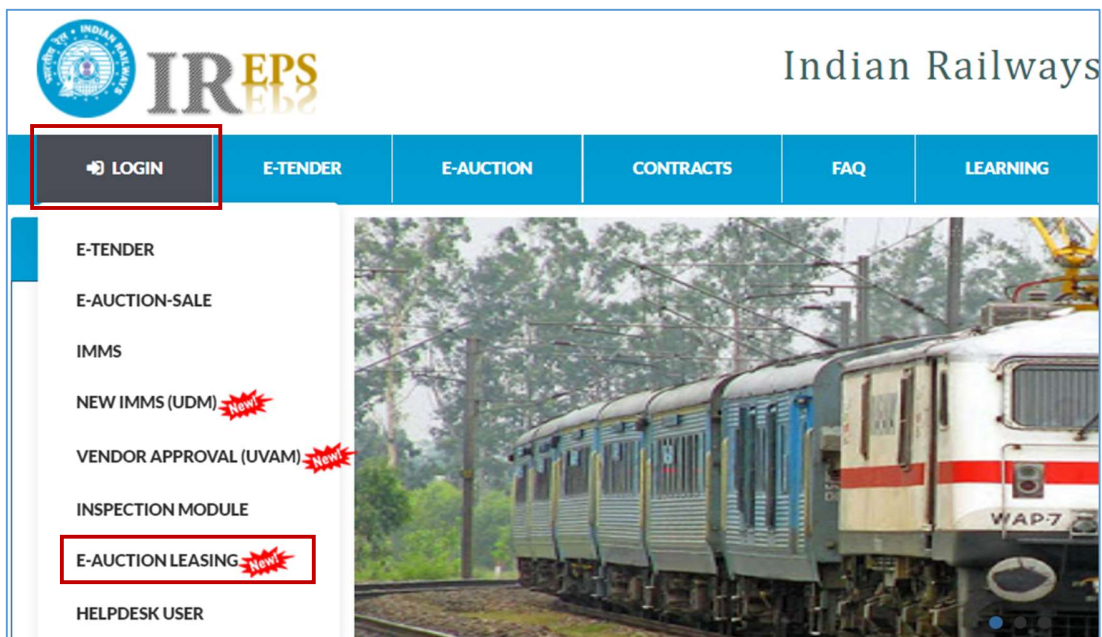 IREPS
Indian Railways
LOGIN E-TENDER E-AUCTION CONTRACTS FAQ LEARNING
E-TENDER
E-AUCTION-SALE
IMMS
NEW IMMS (UDM) New!
VENDOR APPROVAL (UVAM) New!
INSPECTION MODULE
E-AUCTION LEASING New!
HELPDESK USER
WAP-7